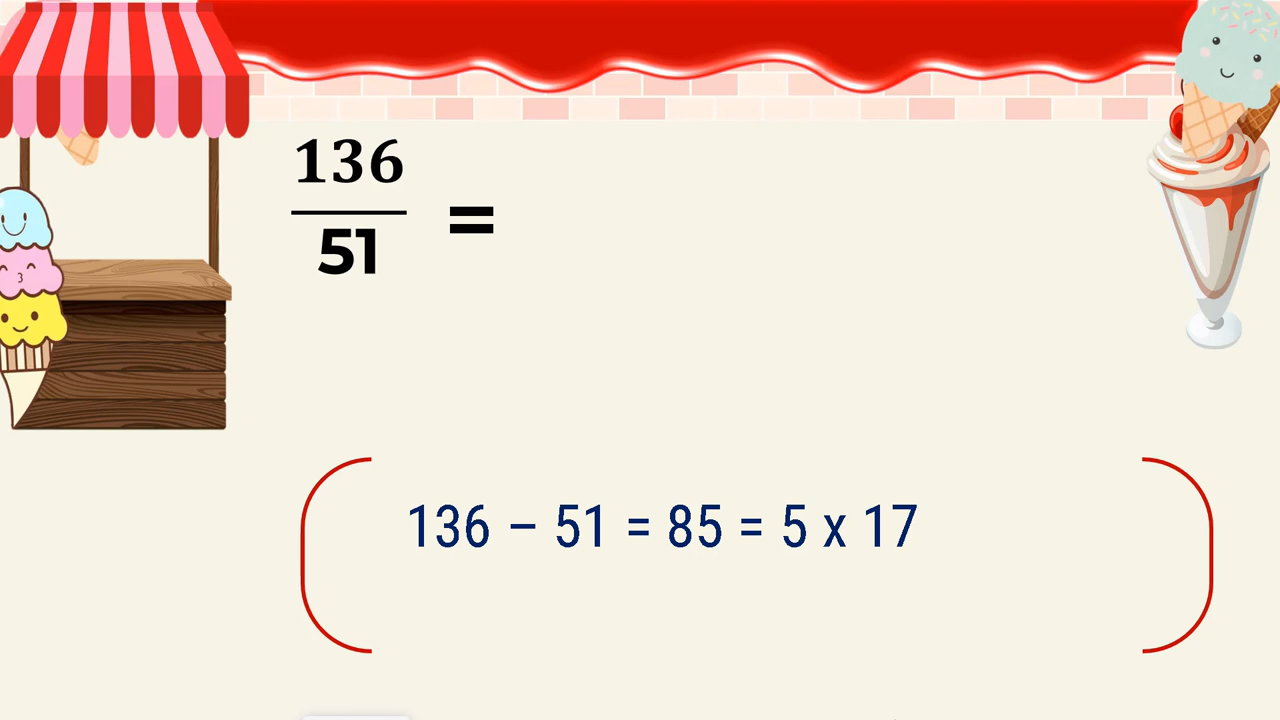 136
51
=
136 – 51 = 85 = 5 x 17